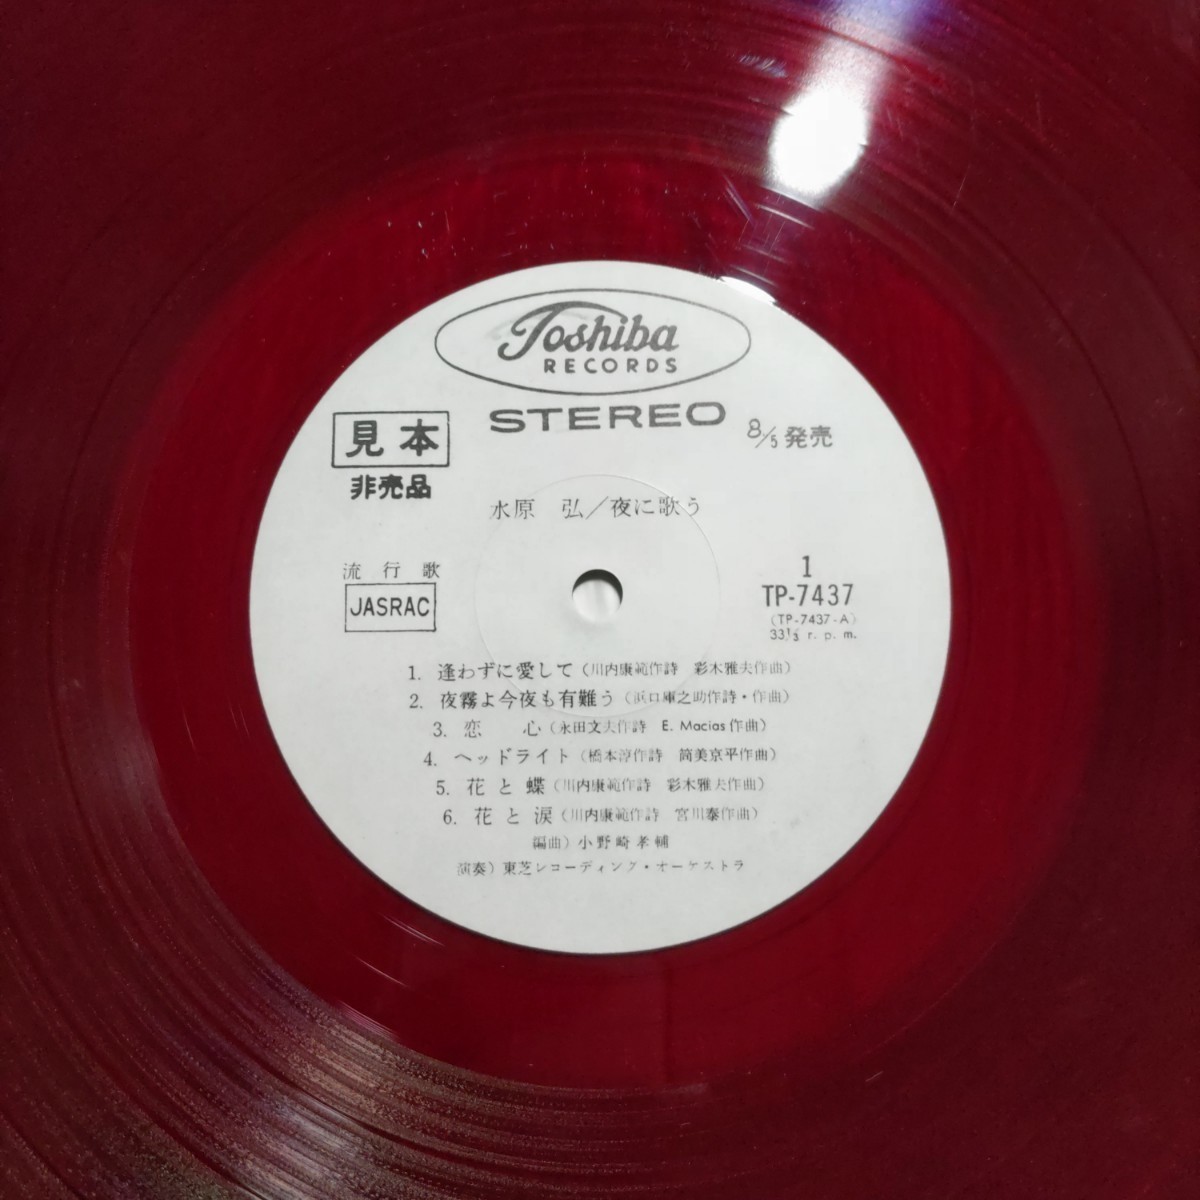 Toshiba
RECORDS
STEREO
8/5 発売
見本
非売品
水原 弘／夜に歌う
流行歌
JASRAC
1
TP-7437
(TP-7437-A)
33⅓ r. p. m.
1. 逢わずに愛して (川内康範作詩 彩木雅夫作曲)
2. 夜霧よ今夜も有難う (浜口庫之助作詩・作曲)
3. 恋 心 (永田文夫作詩 E. Macias 作曲)
4. ヘッドライト (橋本淳作詩 筒美京平作曲)
5. 花と蝶 (川内康範作詩 彩木雅夫作曲)
6. 花と涙 (川内康範作詩 宮川泰作曲)
編曲) 小野崎孝輔
演奏) 東芝レコーディング・オーケストラ